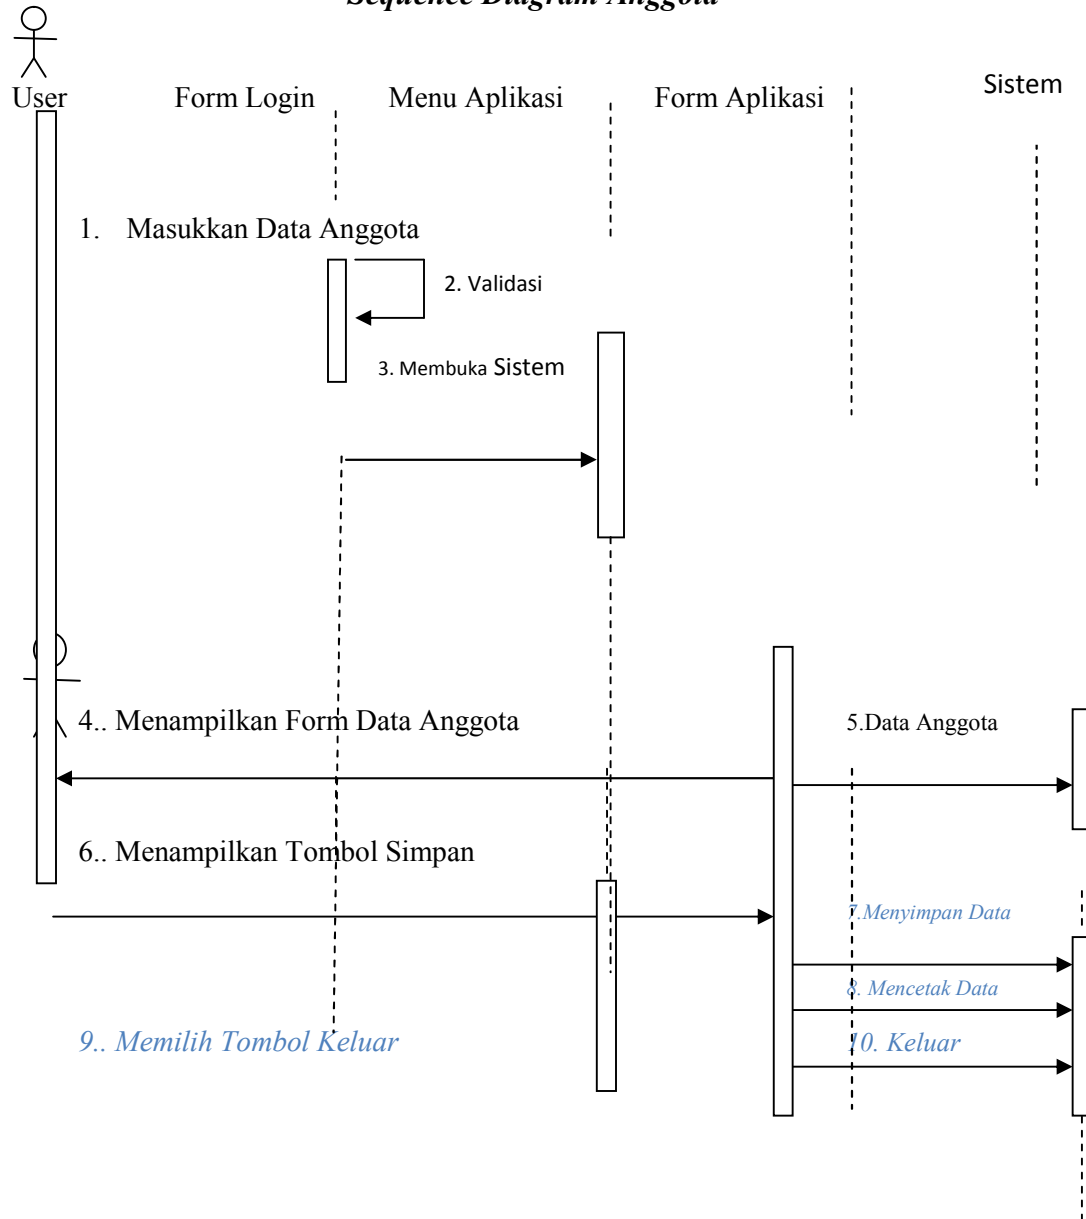 Sequence Diagram Anggota
User
Form Login
Menu Aplikasi
Form Aplikasi
Sistem
1. Masukkan Data Anggota
2. Validasi
3. Membuka Sistem
4.. Menampilkan Form Data Anggota
5.Data Anggota
6.. Menampilkan Tombol Simpan
7.Menyimpan Data
8. Mencetak Data
9.. Memilih Tombol Keluar
10. Keluar